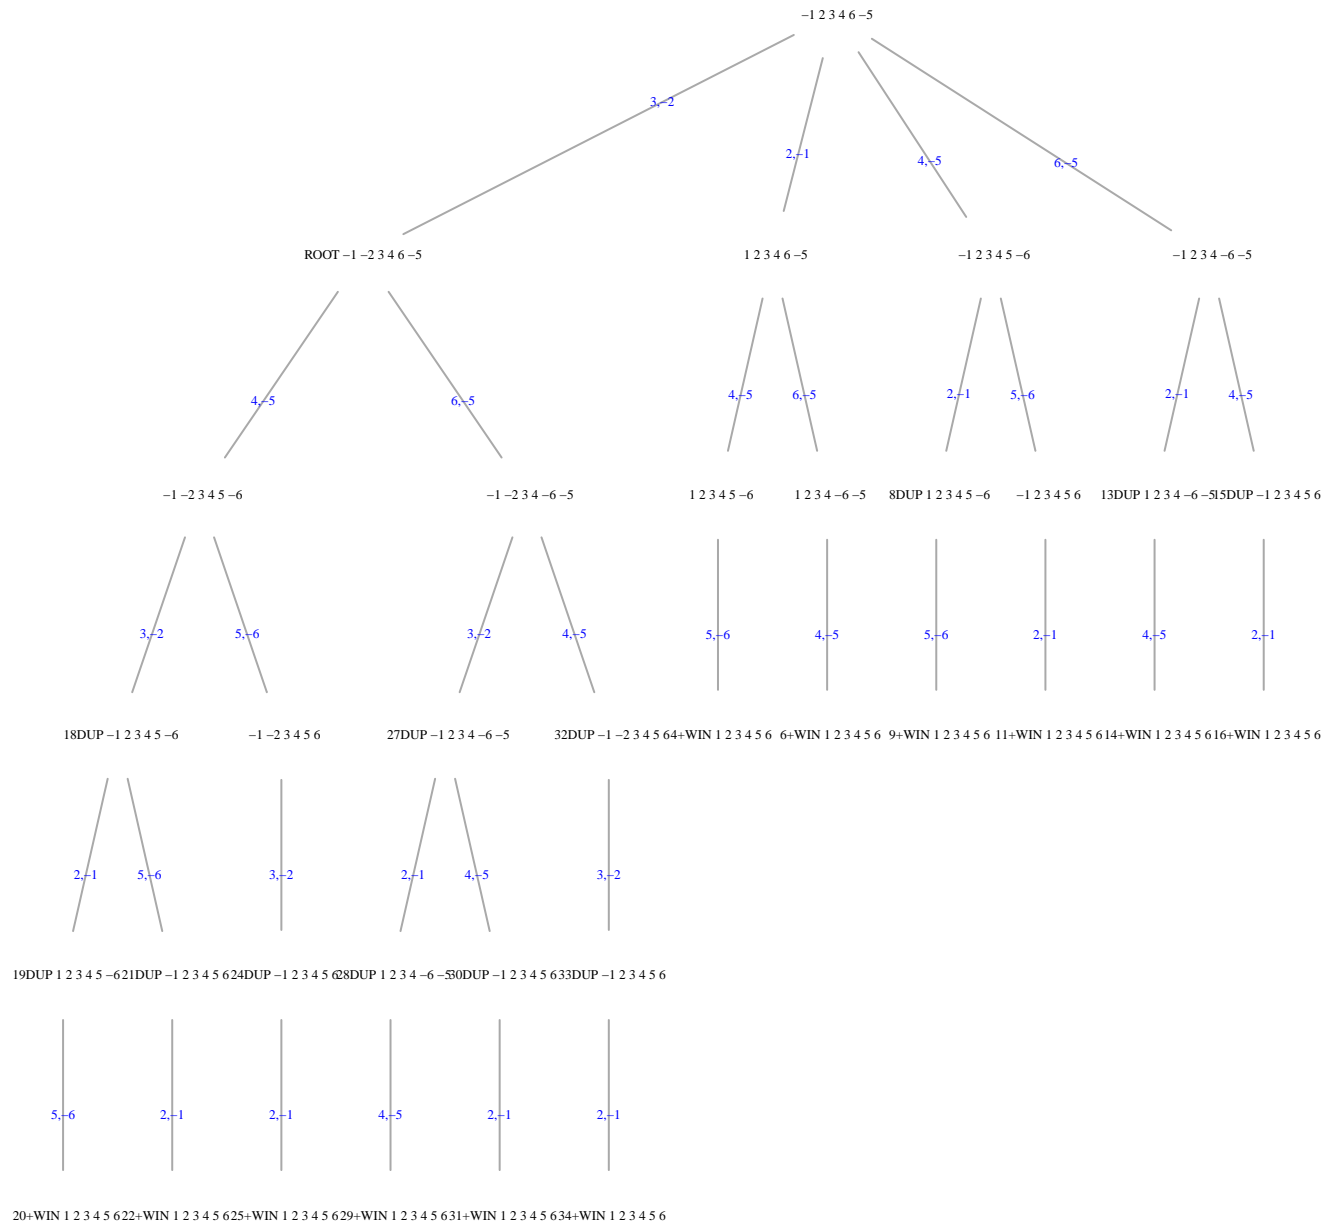 −1 2 3 4 6 −5
3,−2
2,−1
4,−5
6,−5
ROOT −1 −2 3 4 6 −5
1 2 3 4 6 −5
−1 2 3 4 5 −6
−1 2 3 4 −6 −5
4,−5
6,−5
4,−5
6,−5
2,−1
5,−6
2,−1
4,−5
−1 −2 3 4 5 −6
−1 −2 3 4 −6 −5
1 2 3 4 5 −6
1 2 3 4 −6 −5
8DUP 1 2 3 4 5 −6
−1 2 3 4 5 6
13DUP 1 2 3 4 −6 −5
15DUP −1 2 3 4 5 6
3,−2
5,−6
3,−2
4,−5
5,−6
4,−5
5,−6
2,−1
4,−5
2,−1
18DUP −1 2 3 4 5 −6
−1 −2 3 4 5 6
27DUP −1 2 3 4 −6 −5
32DUP −1 −2 3 4 5 6
4+WIN 1 2 3 4 5 6
6+WIN 1 2 3 4 5 6
9+WIN 1 2 3 4 5 6
11+WIN 1 2 3 4 5 6
14+WIN 1 2 3 4 5 6
16+WIN 1 2 3 4 5 6
2,−1
5,−6
3,−2
2,−1
4,−5
3,−2
19DUP 1 2 3 4 5 −6
21DUP −1 2 3 4 5 6
24DUP −1 2 3 4 5 6
28DUP 1 2 3 4 −6 −5
30DUP −1 2 3 4 5 6
33DUP −1 2 3 4 5 6
5,−6
2,−1
2,−1
4,−5
2,−1
2,−1
20+WIN 1 2 3 4 5 6
22+WIN 1 2 3 4 5 6
25+WIN 1 2 3 4 5 6
29+WIN 1 2 3 4 5 6
31+WIN 1 2 3 4 5 6
34+WIN 1 2 3 4 5 6